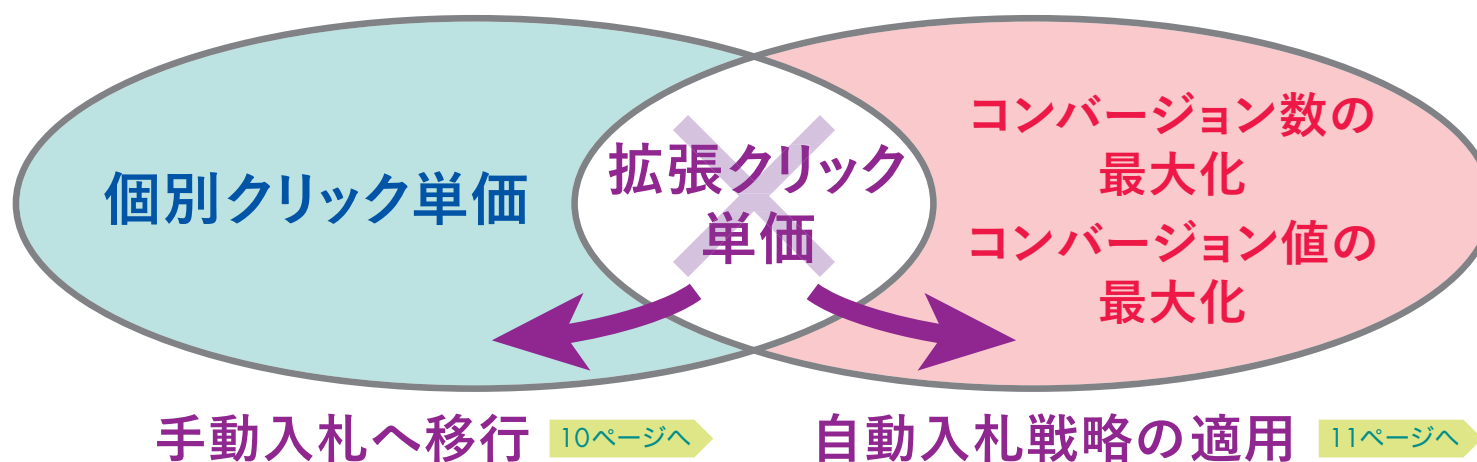 個別クリック単価
拡張クリック
単価
コンバージョン数の
最大化
コンバージョン値の
最大化
手動入札へ移行
10ページへ
自動入札戦略の適用
11ページへ